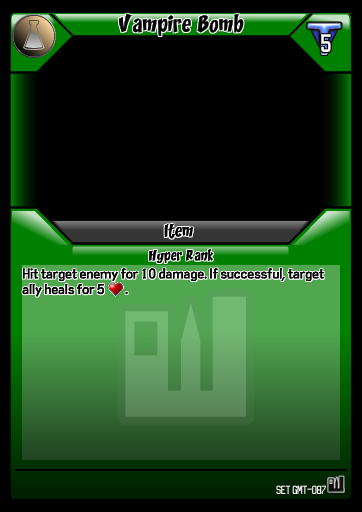 Vampire Bomb
5
Item
Hyper Rank
Hit target enemy for 10 damage. If successful, target
ally heals for 5 .
SET GMT-087